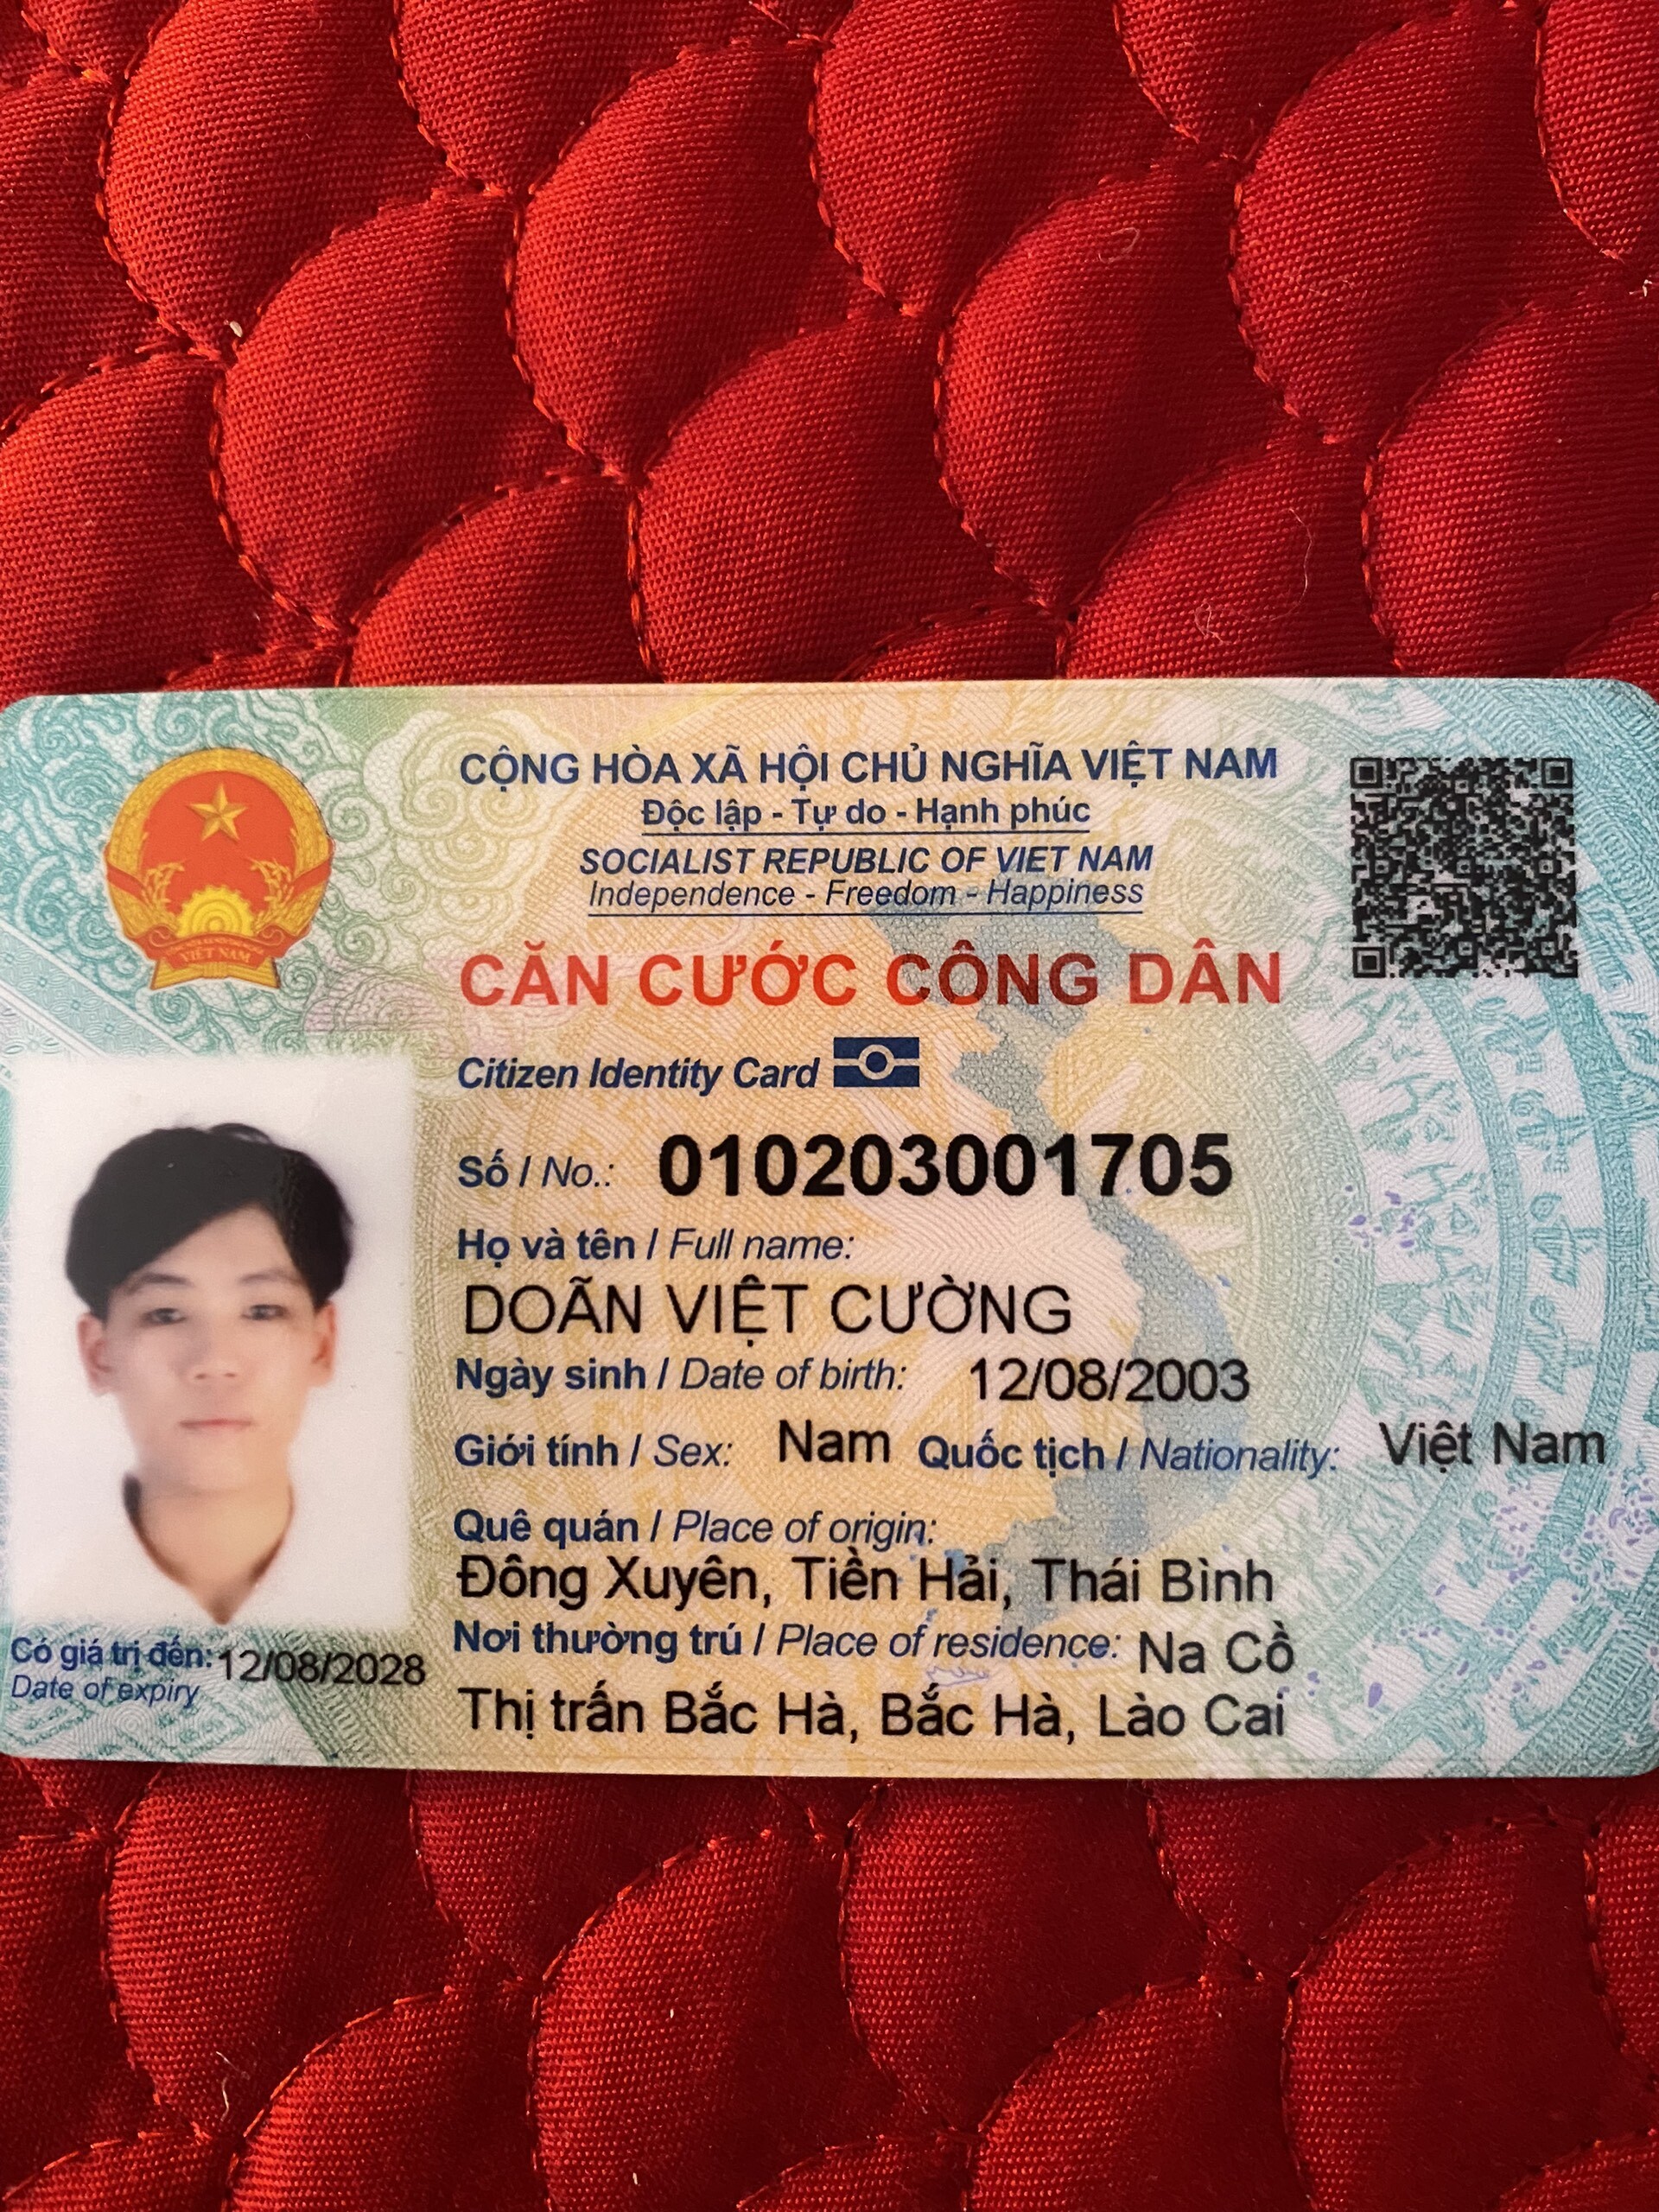 CỘNG HÒA XÃ HỘI CHỦ NGHĨA VIỆT NAM
Độc lập - Tự do - Hạnh phúc
SOCIALIST REPUBLIC OF VIET NAM
Independence - Freedom - Happiness
CĂN CƯỚC CÔNG DÂN
Citizen Identity Card
Số / No.: 010203001705
Họ và tên / Full name:
DOÃN VIỆT CƯỜNG
Ngày sinh / Date of birth: 12/08/2003
Giới tính / Sex: Nam Quốc tịch / Nationality: Việt Nam
Quê quán / Place of origin:
Đông Xuyên, Tiền Hải, Thái Bình
Nơi thường trú / Place of residence: Na Cồ
Thị trấn Bắc Hà, Bắc Hà, Lào Cai
Có giá trị đến: 12/08/2028
Date of expiry
VIỆT NAM